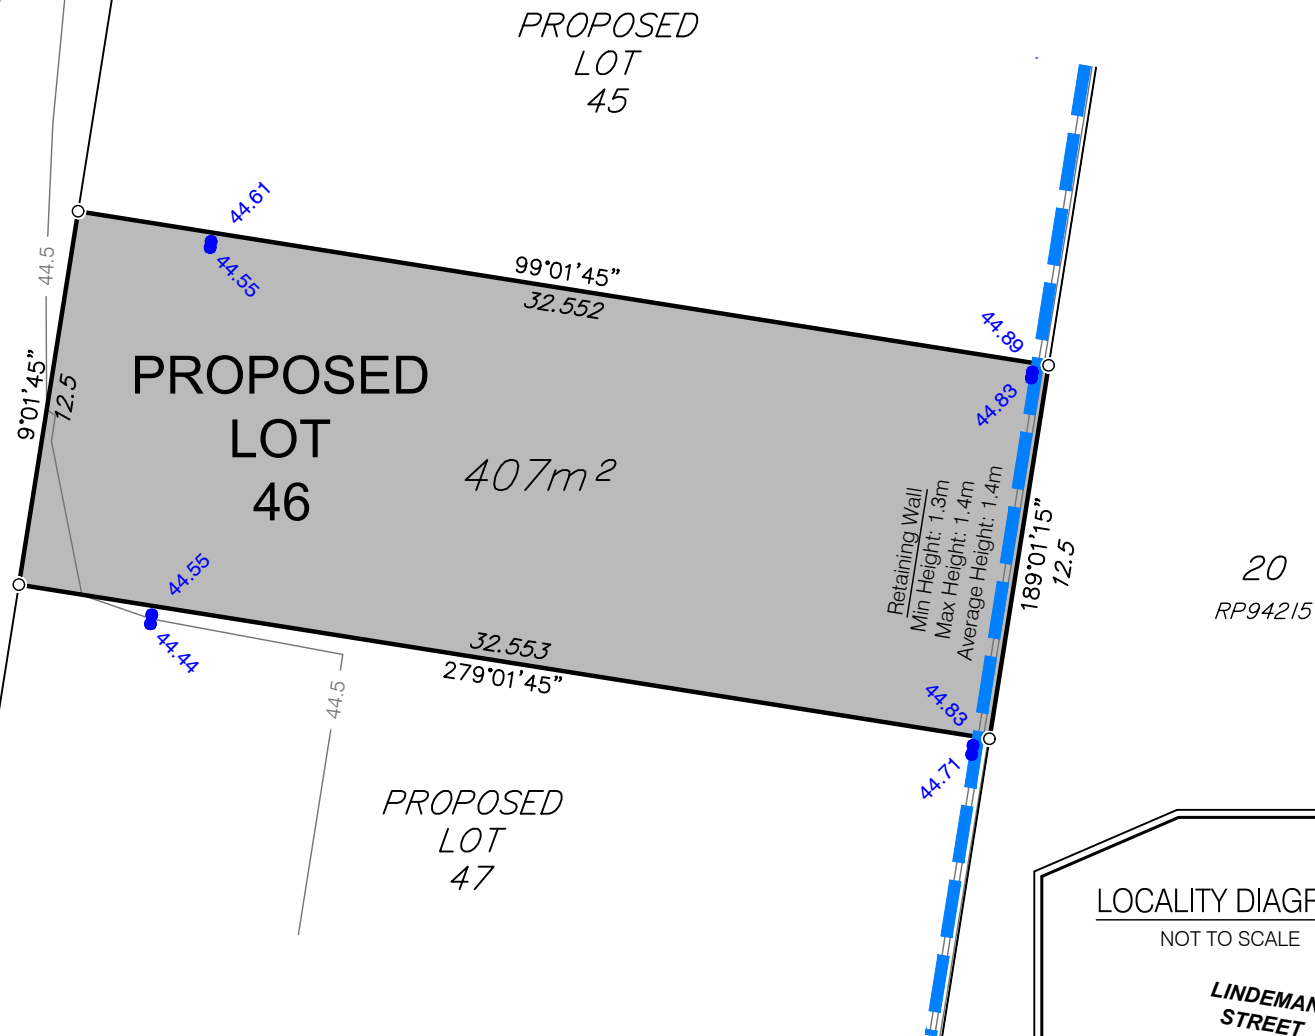 PROPOSED
LOT
45
44.61
44.55
44.5
99°01'45"
32.552
44.89
44.83
9°01'45"
12.5
PROPOSED
LOT
46
407m²
Retaining Wall
Min Height: 1.3m
Max Height: 1.4m
Average Height: 1.4m
189°01'15"
12.5
20
RP94215
44.55
44.44
32.553
279°01'45"
44.5
44.83
44.71
PROPOSED
LOT
47
LOCALITY DIAGR
NOT TO SCALE
LINDEMAN
STREET